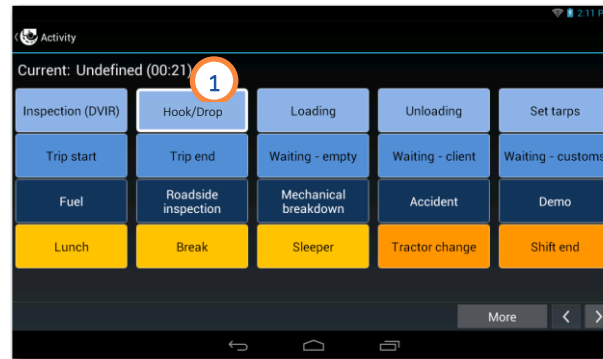 2:11 P
Activity
Current: Undefined (00:21)
1
Inspection (DVIR)
Hook/Drop
Loading
Unloading
Set tarps
Trip start
Trip end
Waiting - empty
Waiting - client
Waiting - customs
Fuel
Roadside
inspection
Mechanical
breakdown
Accident
Demo
Lunch
Break
Sleeper
Tractor change
Shift end
More